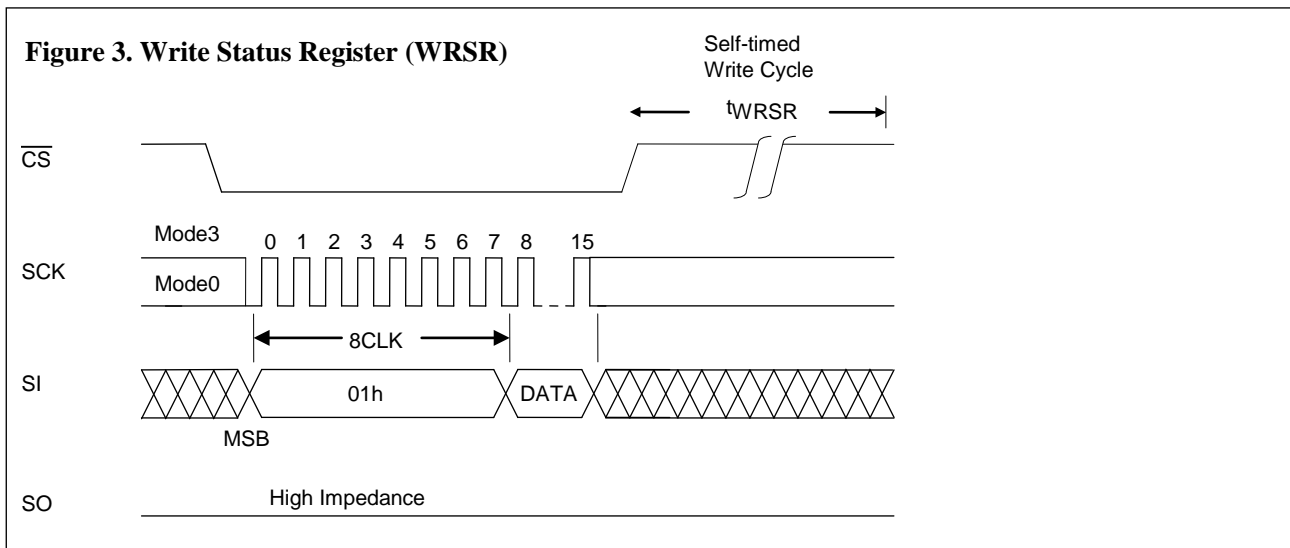 Figure 3. Write Status Register (WRSR)
Self-timed
Write Cycle
tWRSR
CS
Mode3
0 1 2 3 4 5 6 7 8 15
SCK
Mode0
8CLK
SI
01h
DATA
MSB
High Impedance
SO